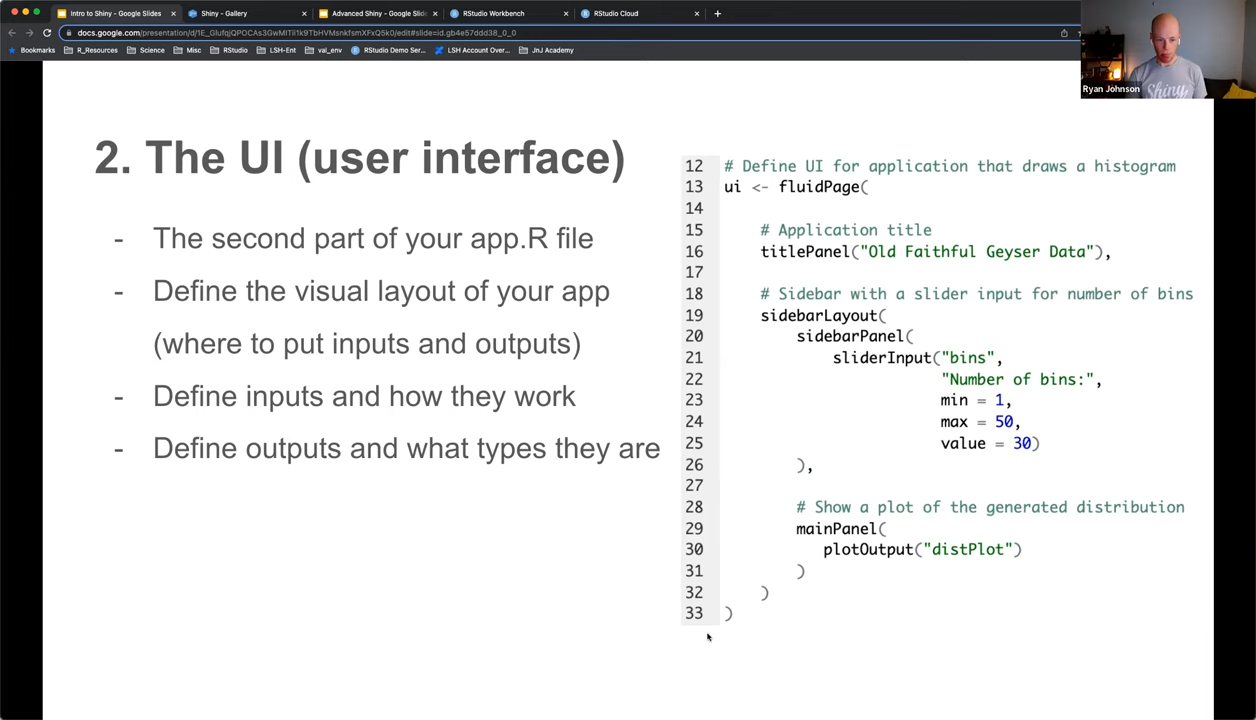 Intro to Shiny - Google Slides
Shiny - Gallery
Advanced Shiny - Google Slid
RStudio Workbench
RStudio Cloud
Bookmarks
R_Resources
Science
Misc
RStudio
LSH-Ent
val_env
RStudio Demo Ser...
LSH Account Over...
JnJ Academy
Shiny
Ryan Johnson
2. The UI (user interface)
- The second part of your app.R file
- Define the visual layout of your app
(where to put inputs and outputs)
- Define inputs and how they work
- Define outputs and what types they are
12 # Define UI for application that draws a histogram
13 ui <- fluidPage(
14
15 # Application title
16 titlePanel("Old Faithful Geyser Data"),
17
18 # Sidebar with a slider input for number of bins
19 sidebarLayout(
20 sidebarPanel(
21 sliderInput("bins",
22 "Number of bins:",
23 min = 1,
24 max = 50,
25 value = 30)
26 ),
27
28 # Show a plot of the generated distribution
29 mainPanel(
30 plotOutput("distPlot")
31 )
32 )
33 )